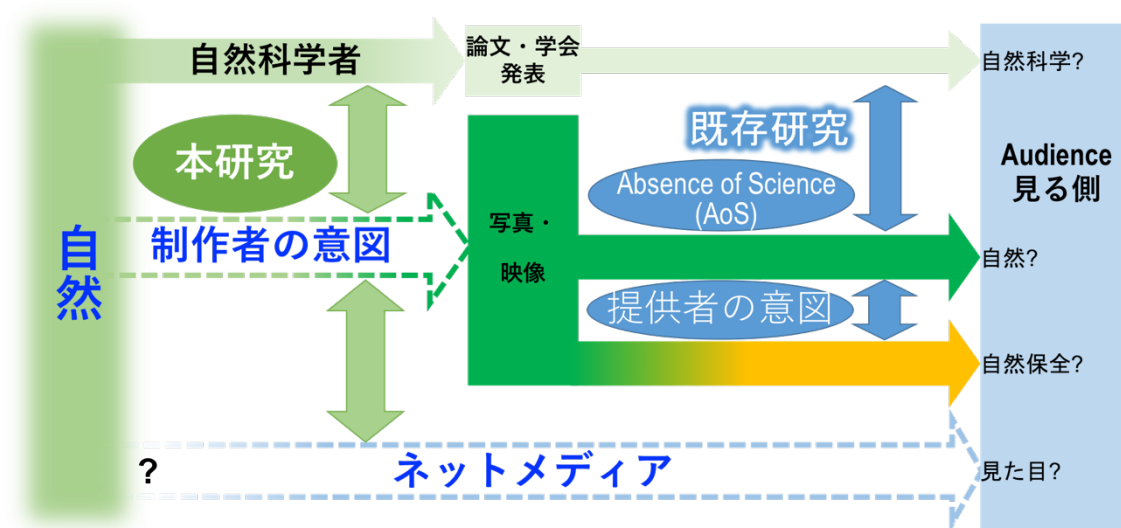 自然科学者
論文・学会
発表
自然科学?
既存研究
本研究
Absence of Science
(AoS)
Audience
見る側
自然
制作者の意図
写真・
映像
自然?
提供者の意図
自然保全?
?
ネットメディア
見た目?